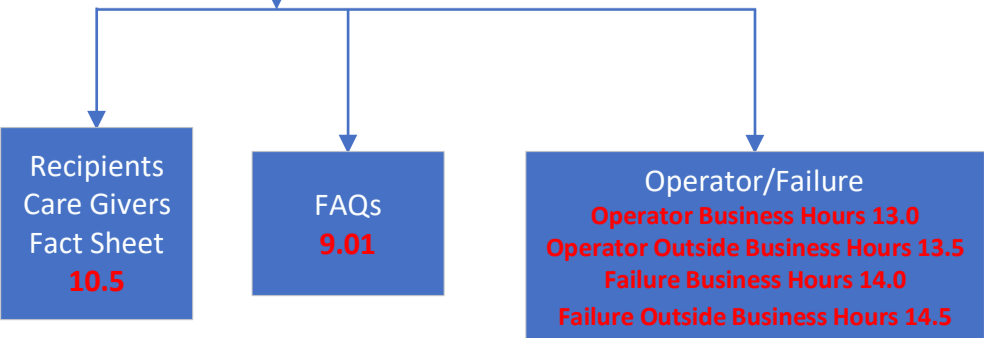 Recipients
Care Givers
Fact Sheet
10.5
FAQs
9.01
Operator/Failure
Operator Business Hours 13.0
Operator Outside Business Hours 13.5
Failure Business Hours 14.0
Failure Outside Business Hours 14.5